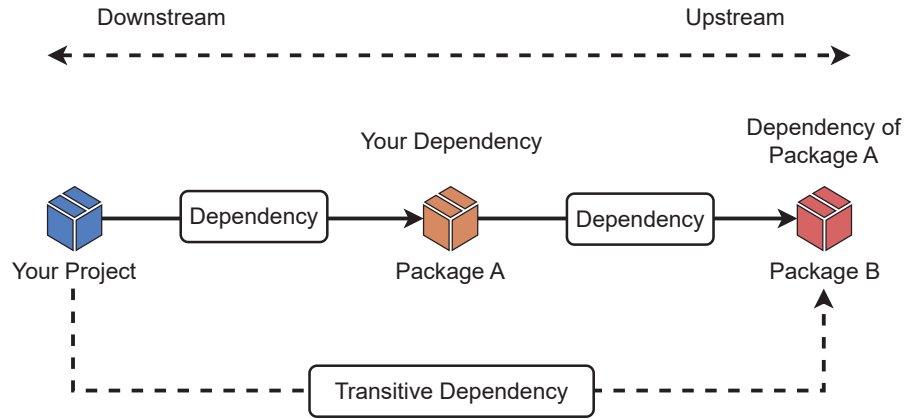 Downstream
Upstream
Your Dependency
Dependency of
Package A
Dependency
Dependency
Your Project
Package A
Package B
Transitive Dependency